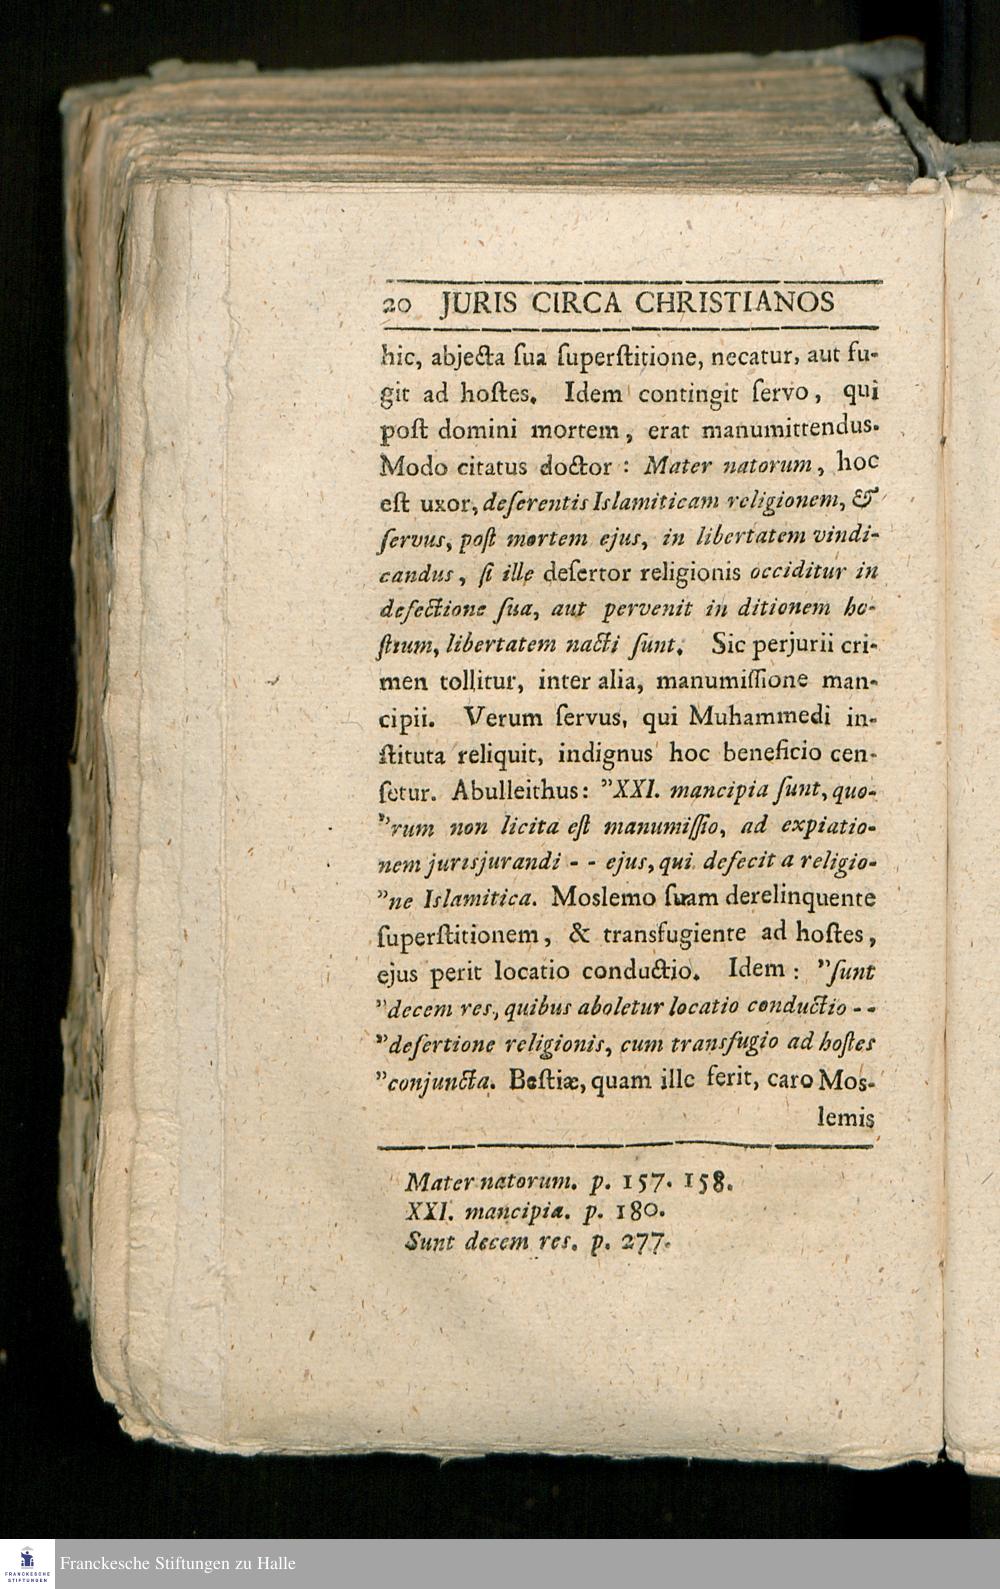 20 JURIS CIRCA CHRISTIANOS
hic, abjecta ſua ſuperſtitione, necatur, aut fu-
git ad hoſtes. Idem contingit ſervo, qui
poſt domini mortem, erat manumittendus.
Modo citatus doctor : Mater natorum, hoc
eſt uxor, deſerentis Islamiticam religionem, &
ſervus, poſt mortem ejus, in libertatem vindi-
candus, ſi ille deſertor religionis occiditur in
defectione ſua, aut pervenit in ditionem ho-
ſtium, libertatem nacti ſunt. Sic perjurii cri-
men tollitur, inter alia, manumiſſione man-
cipii. Verum ſervus, qui Muhammedi in-
ſtituta reliquit, indignus hoc beneficio cen-
ſetur. Abulleithus: ”XXI. mancipia ſunt, quo-
”rum non licita eſt manumiſſio, ad expiatio-
nem jurisjurandi - - ejus, qui defecit a religio-
”ne Islamitica. Moslemo ſuam derelinquente
ſuperſtitionem, & transfugiente ad hoſtes,
ejus perit locatio conductio. Idem : ”ſunt
”decem res, quibus aboletur locatio conductio - -
”deſertione religionis, cum transfugio ad hoſtes
”conjuncta. Beſtiæ, quam ille ferit, caro Mos-
lemis
Mater natorum. p. 157. 158.
XXI. mancipia. p. 180.
Sunt decem res. p. 277.
FRANCKESCHE
STIFTUNGEN
Franckesche Stiftungen zu Halle